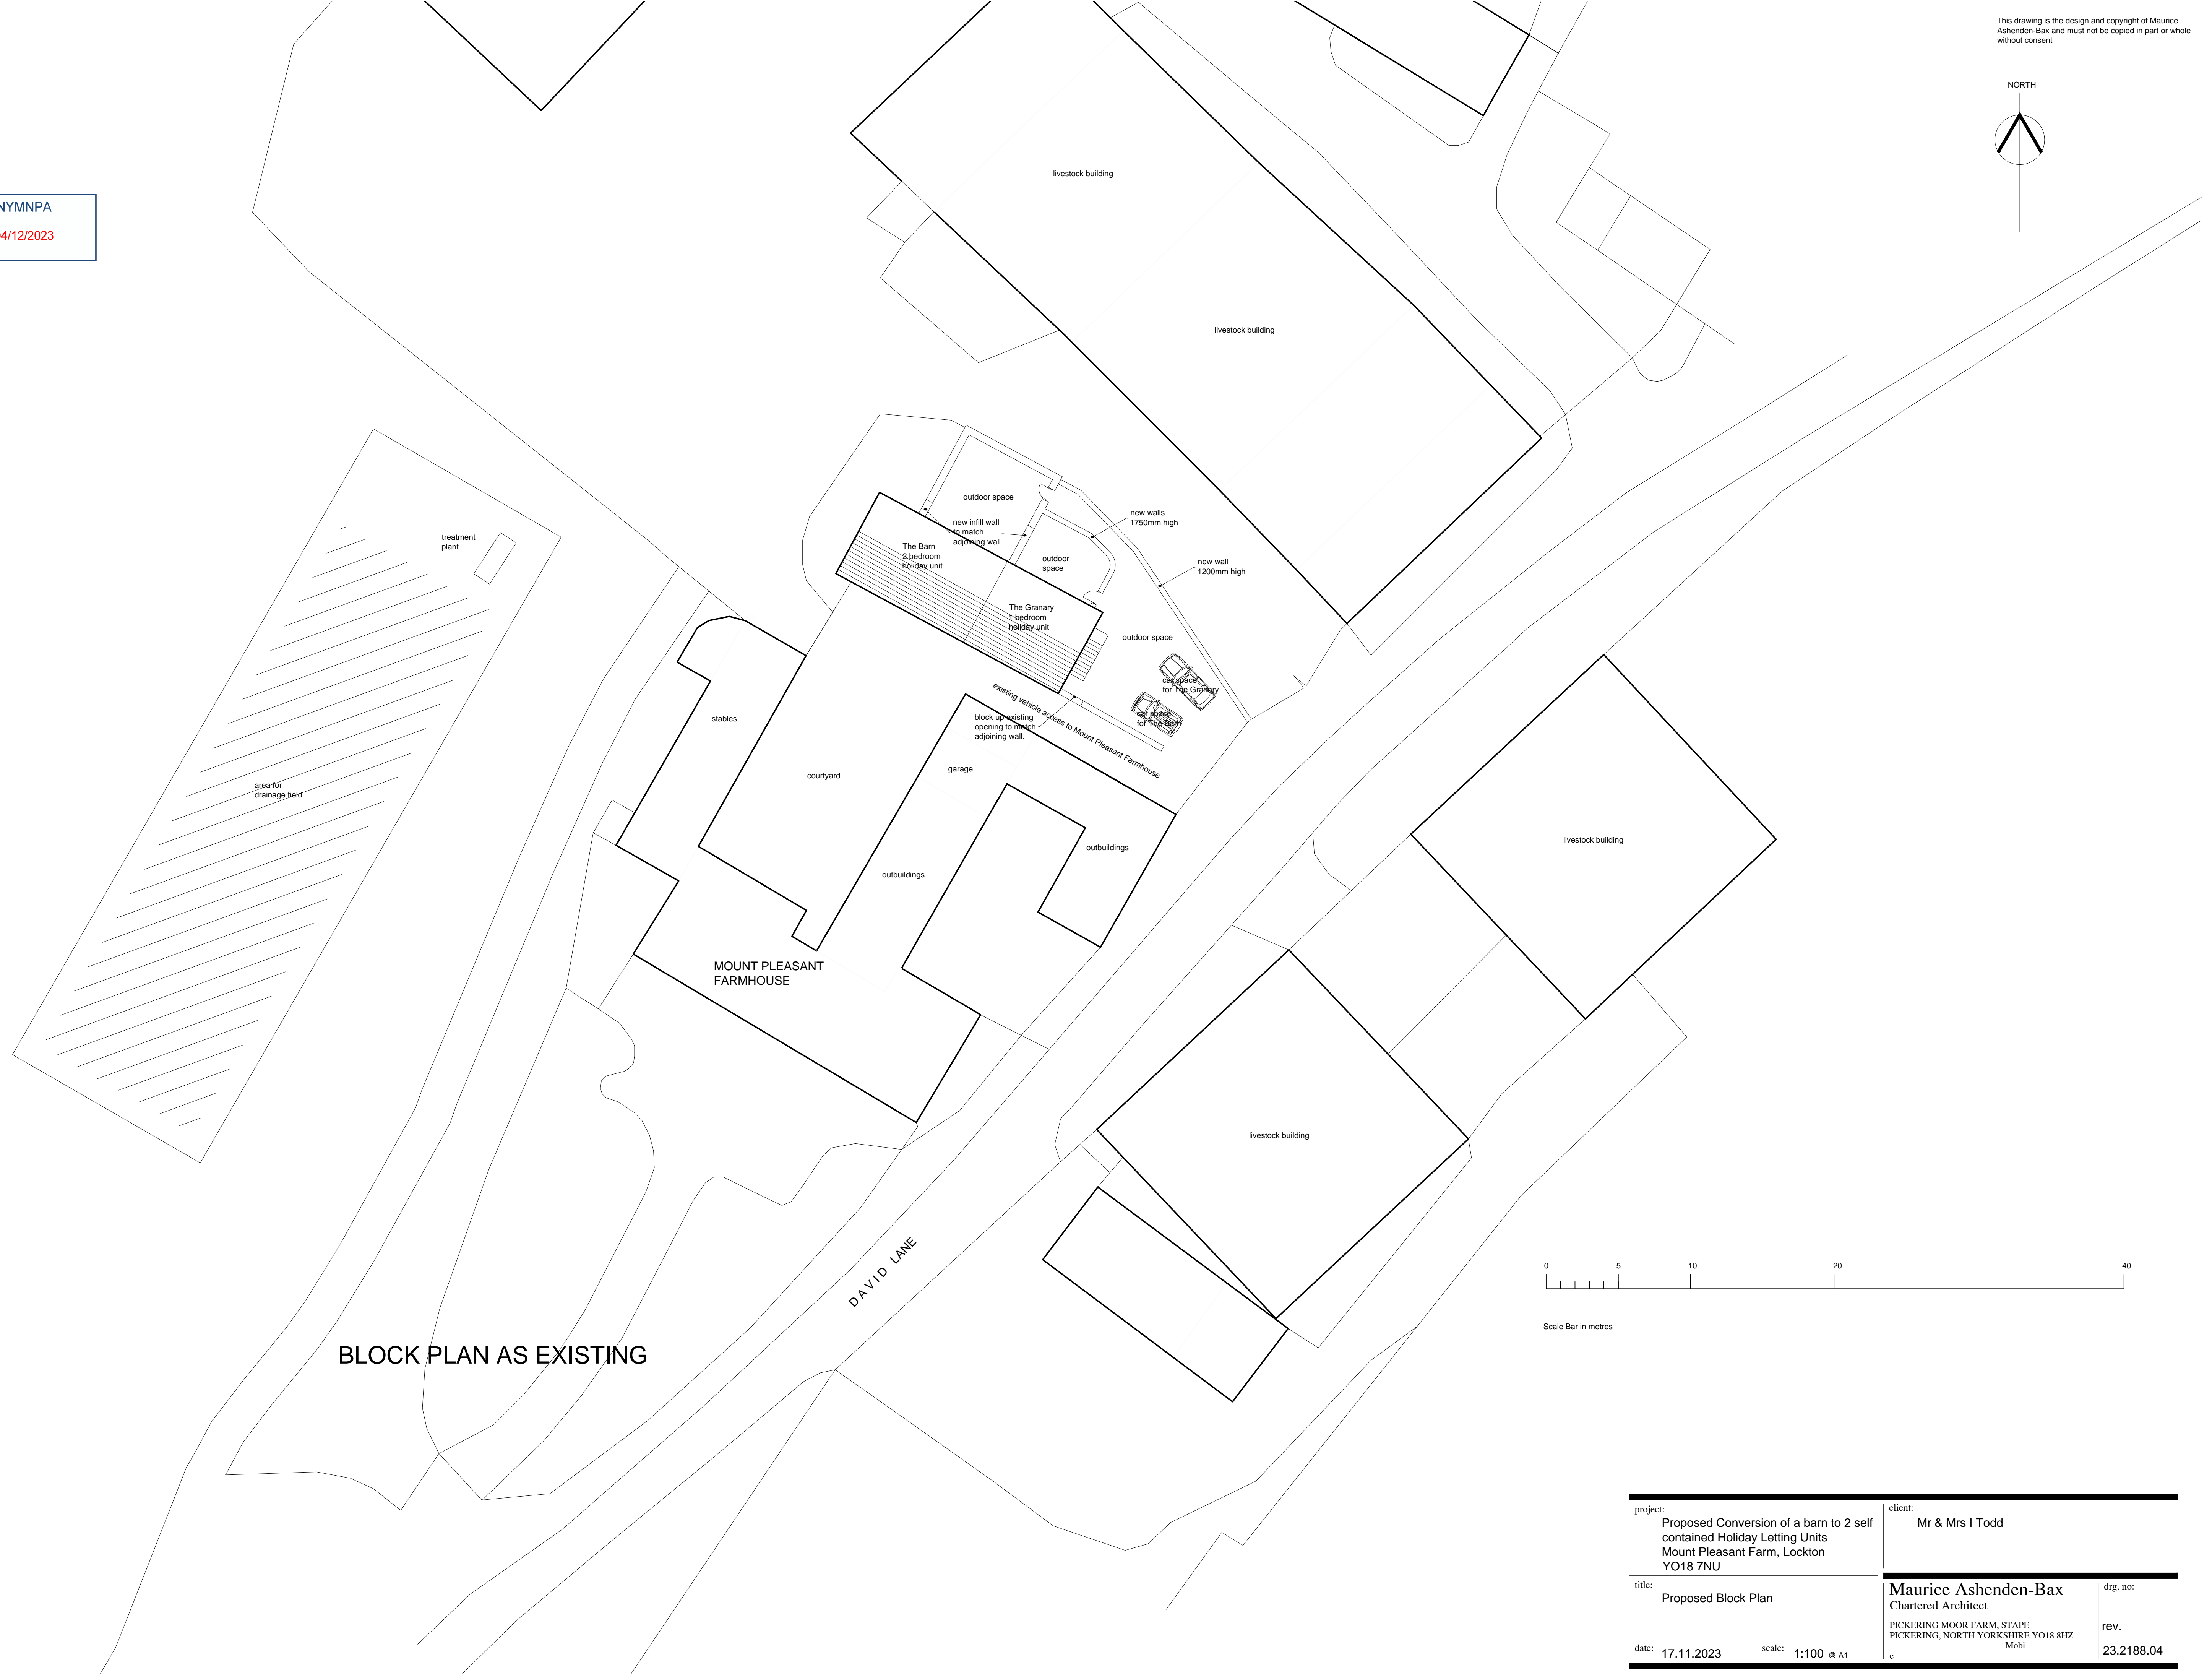 This drawing is the design and copyright of Maurice
Ashenden-Bax and must not be copied in part or whole
without consent
NORTH
NYMNPA
04/12/2023
livestock building
livestock building
outdoor space
new infill wall
to match
adjoining wall
new walls
1750mm high
treatment
plant
The Barn
2 bedroom
holiday unit
outdoor
space
new wall
1200mm high
The Granary
1 bedroom
holiday unit
outdoor space
car space
for The Granary
car space
for The Barn
existing vehicle access to Mount Pleasant Farmhouse
block up existing
opening to match
adjoining wall.
stables
courtyard
garage
area for
drainage field
outbuildings
outbuildings
livestock building
MOUNT PLEASANT
FARMHOUSE
livestock building
DAVID LANE
0 5 10 20 40
Scale Bar in metres
BLOCK PLAN AS EXISTING
project:
Proposed Conversion of a barn to 2 self
contained Holiday Letting Units
Mount Pleasant Farm, Lockton
YO18 7NU
client:
Mr & Mrs I Todd
title:
Proposed Block Plan
Maurice Ashenden-Bax
Chartered Architect
PICKERING MOOR FARM, STAPE
PICKERING, NORTH YORKSHIRE YO18 8HZ
Mobi
e
drg. no:
rev.
23.2188.04
date: 17.11.2023
scale: 1:100 @ A1